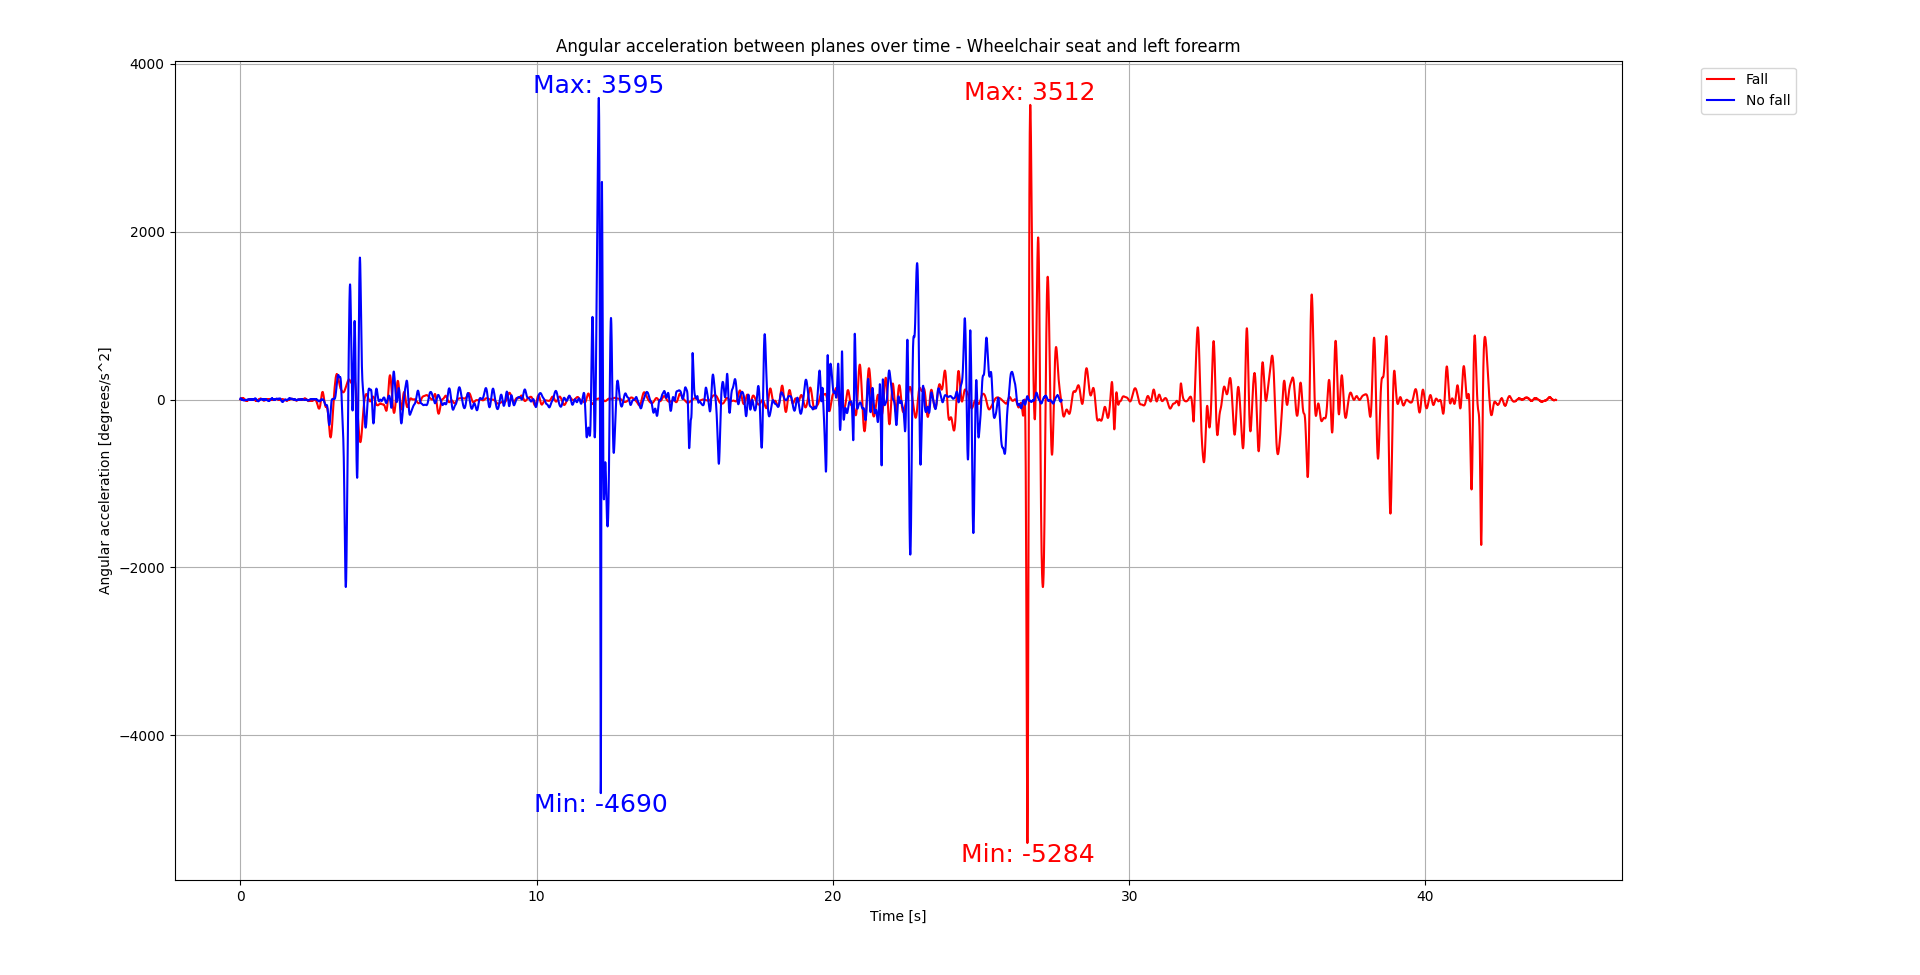 Angular acceleration between planes over time - Wheelchair seat and left forearm
Fall
No fall
Max: 3595
Max: 3512
Min: -4690
Min: -5284
4000
2000
0
−2000
−4000
Angular acceleration [degrees/s^2]
0
10
20
30
40
Time [s]